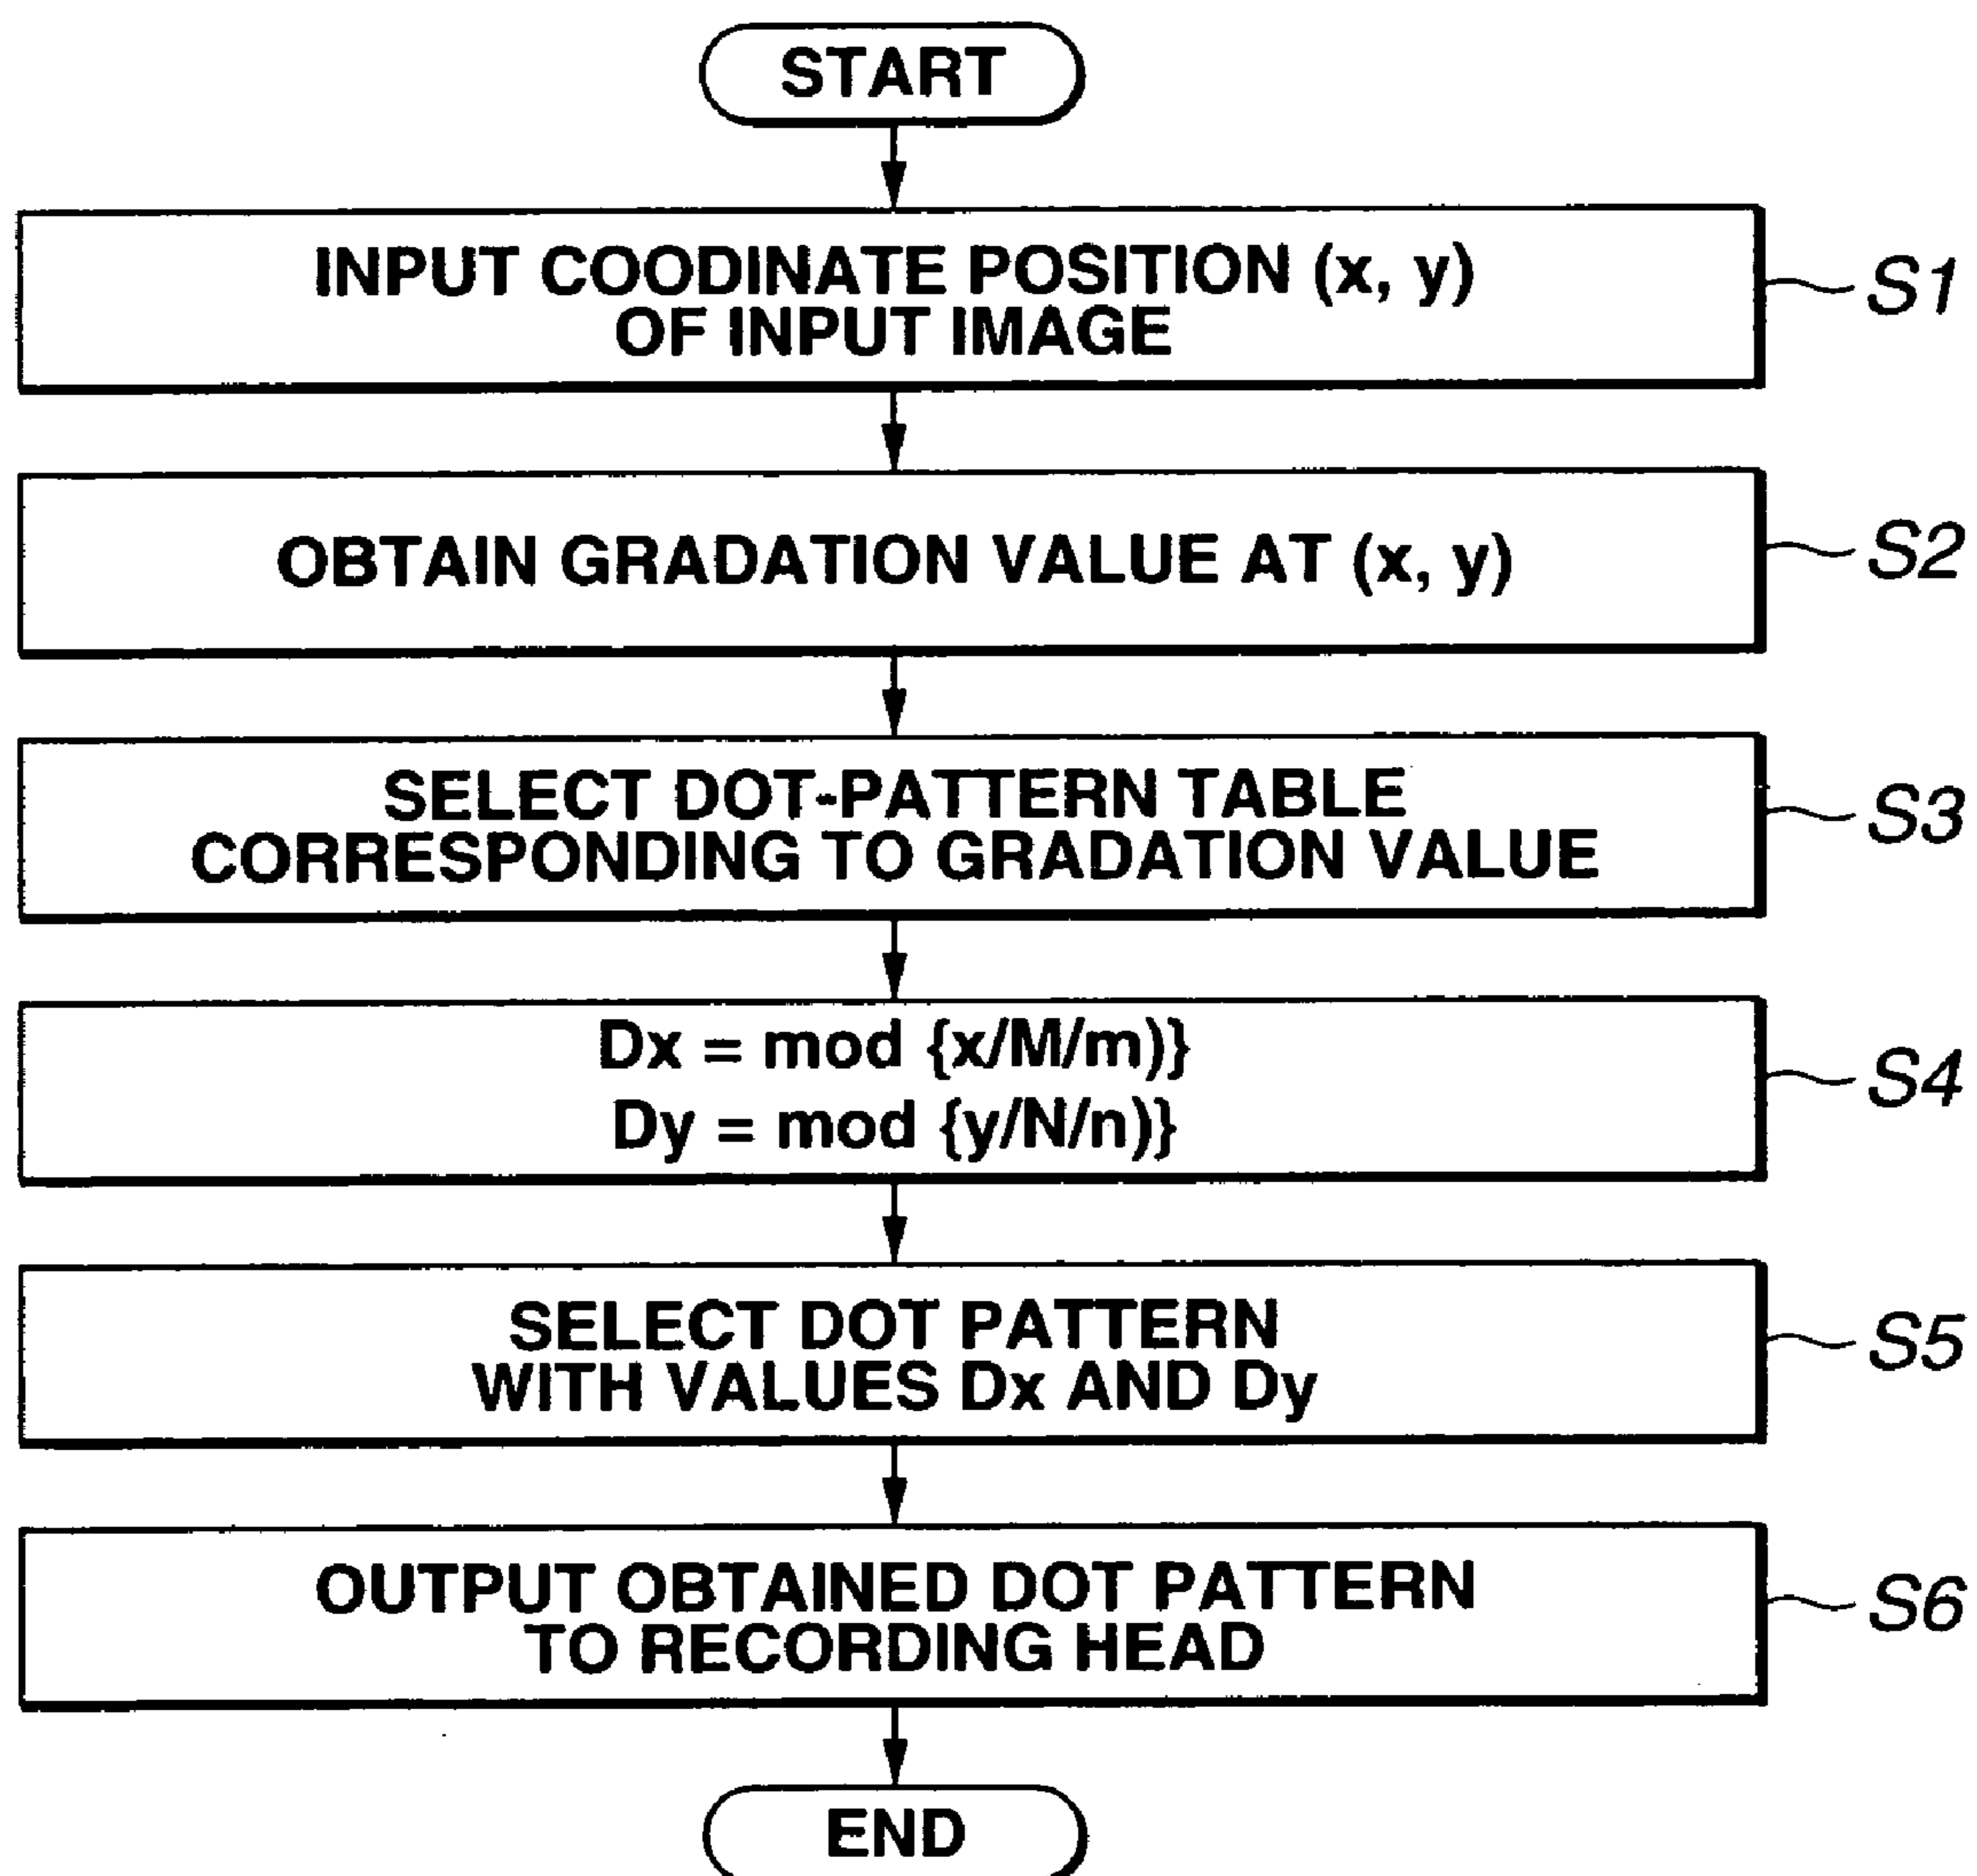 START
INPUT COODINATE POSITION (x, y)
OF INPUT IMAGE
S1
OBTAIN GRADATION VALUE AT (x, y)
S2
SELECT DOT-PATTERN TABLE
CORRESPONDING TO GRADATION VALUE
S3
Dx = mod {x/M/m)}
Dy = mod {y/N/n)}
S4
SELECT DOT PATTERN
WITH VALUES Dx AND Dy
S5
OUTPUT OBTAINED DOT PATTERN
TO RECORDING HEAD
S6
END